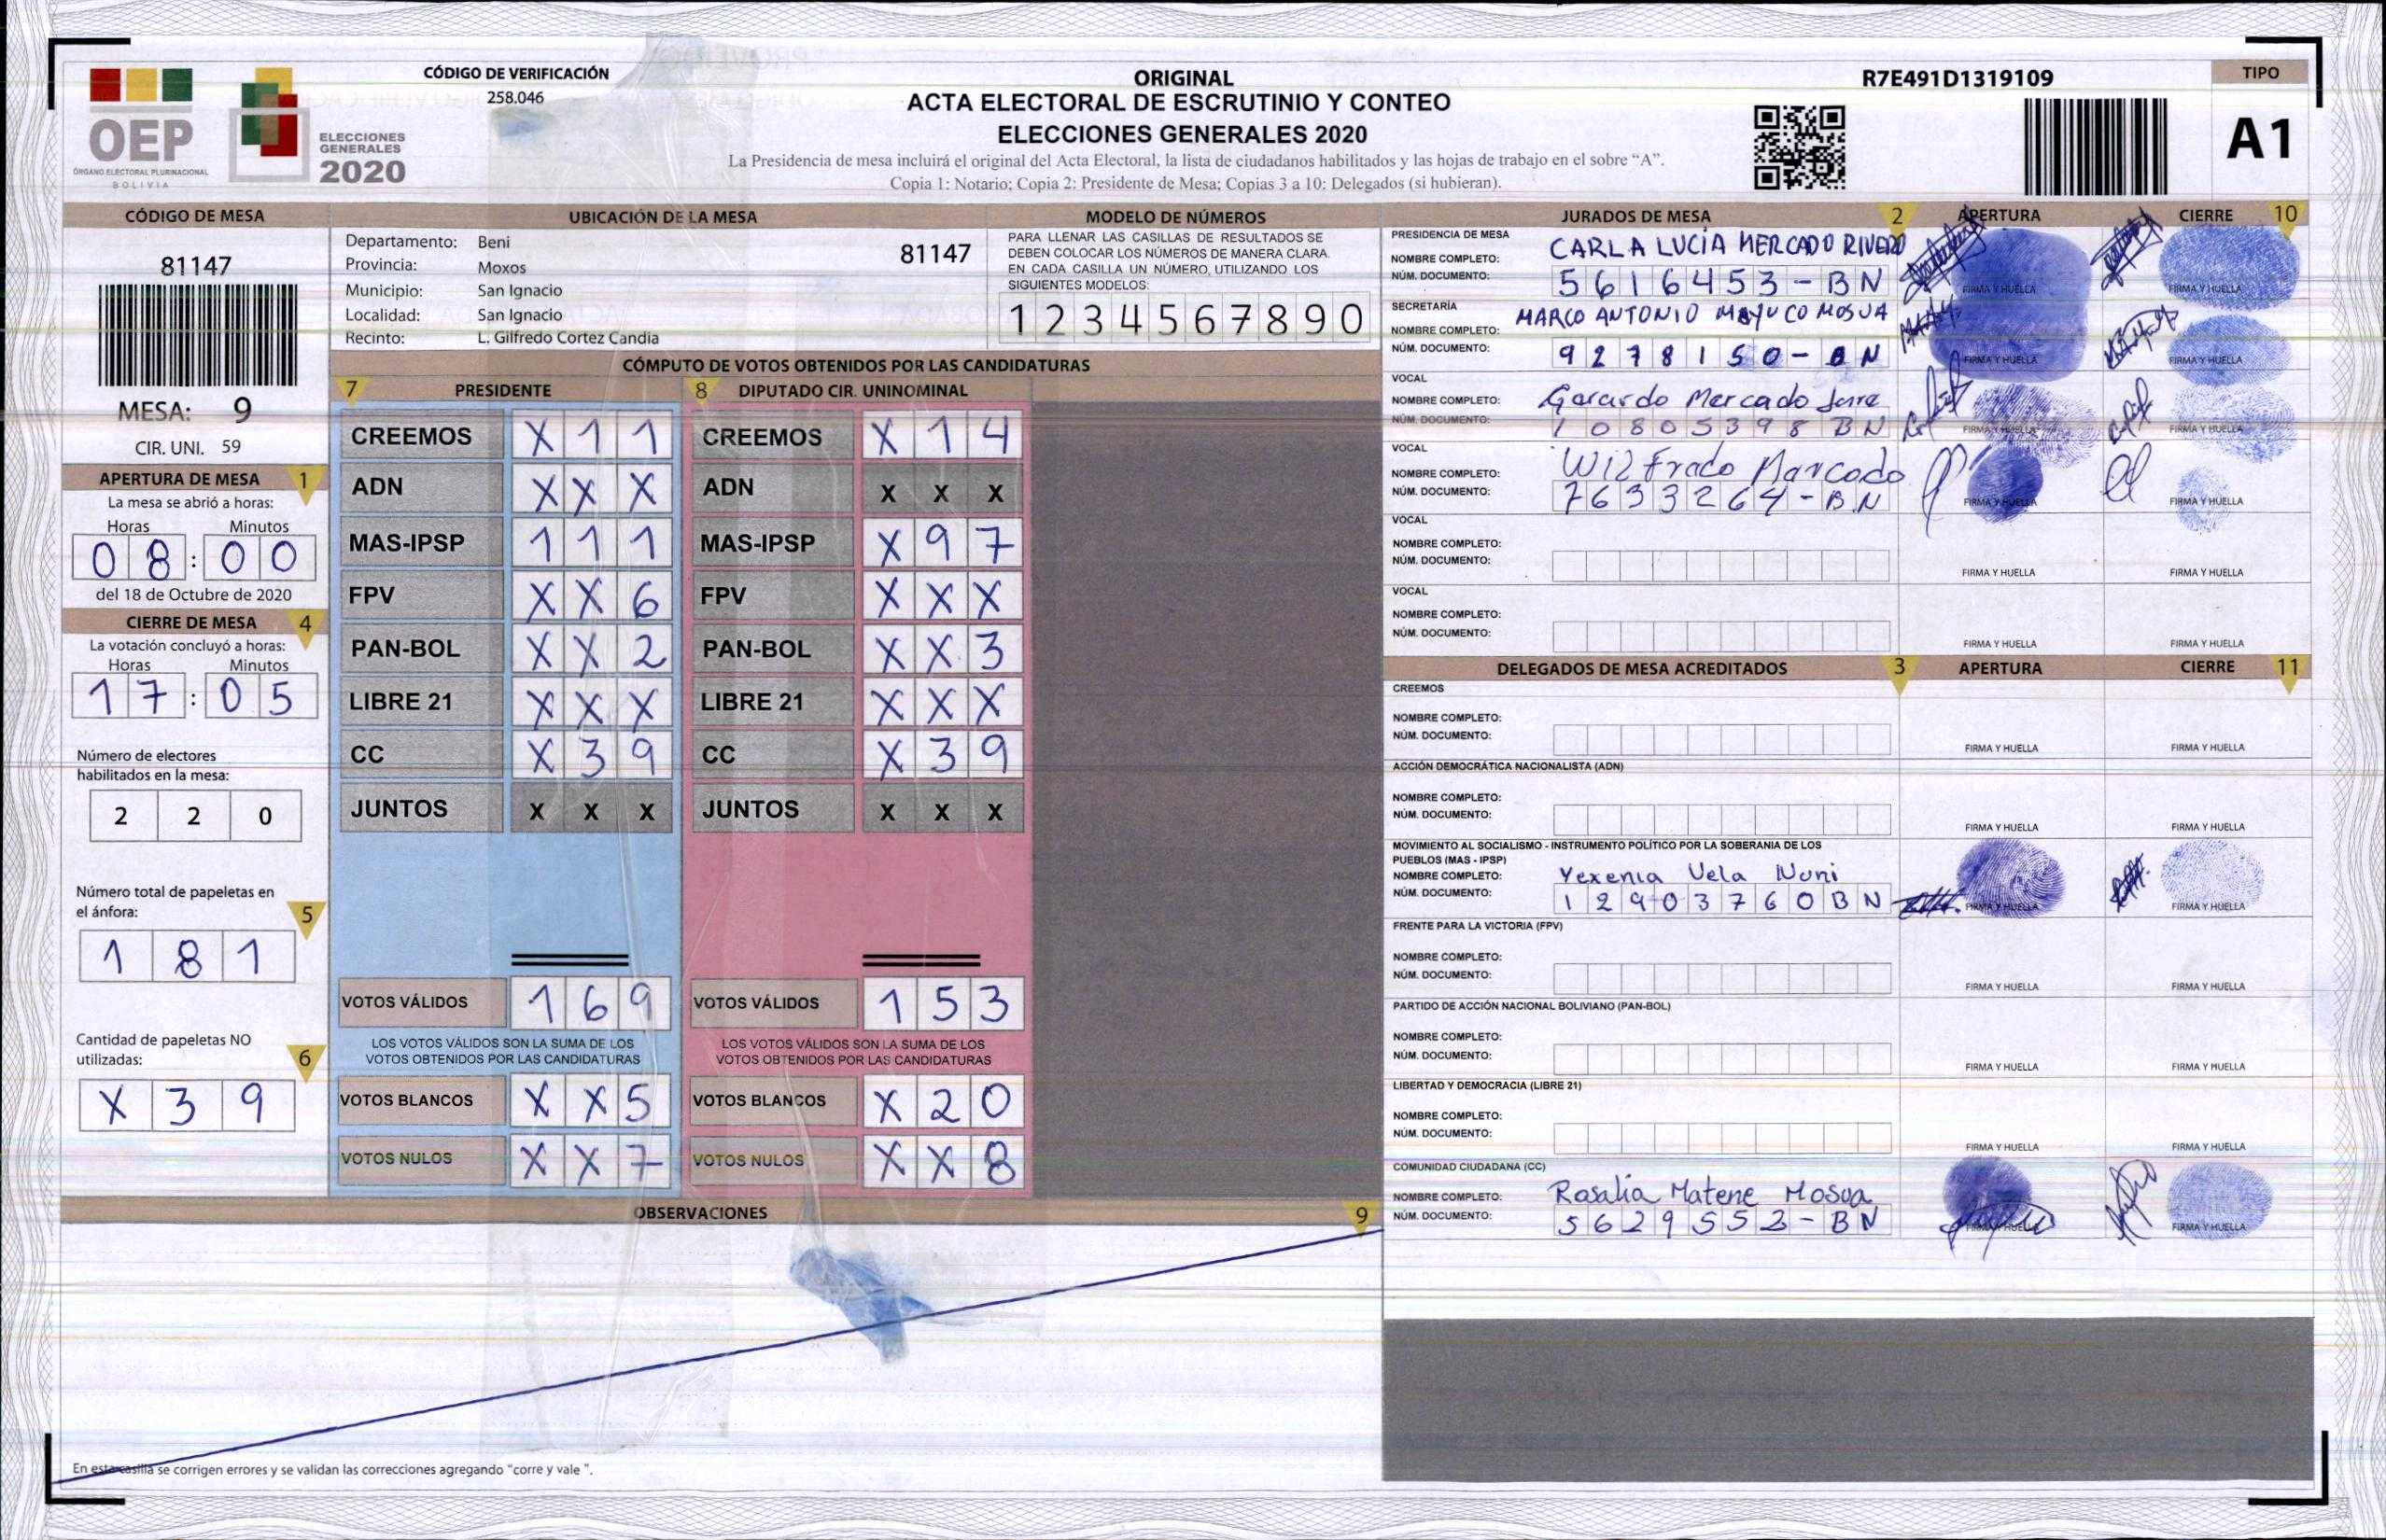 OEP
ÓRGANO ELECTORAL PLURINACIONAL
BOLIVIA
ELECCIONES
GENERALES
2020
CÓDIGO DE VERIFICACIÓN
258.046
ORIGINAL
ACTA ELECTORAL DE ESCRUTINIO Y CONTEO
ELECCIONES GENERALES 2020
La Presidencia de mesa incluirá el original del Acta Electoral, la lista de ciudadanos habilitados y las hojas de trabajo en el sobre “A”.
Copia 1: Notario; Copia 2: Presidente de Mesa; Copias 3 a 10: Delegados (si hubieran).
R7E491D1319109
TIPO
A1
CÓDIGO DE MESA
81147
MESA: 9
CIR. UNI. 59
APERTURA DE MESA 1
La mesa se abrió a horas:
Horas Minutos
08:00
del 18 de Octubre de 2020
CIERRE DE MESA 4
La votación concluyó a horas:
Horas Minutos
17:05
Número de electores
habilitados en la mesa:
2 2 0
Número total de papeletas en
el ánfora: 5
1 8 1
Cantidad de papeletas NO
utilizadas: 6
X 3 9
UBICACIÓN DE LA MESA
Departamento: Beni 81147
Provincia: Moxos
Municipio: San Ignacio
Localidad: San Ignacio
Recinto: L. Gilfredo Cortez Candia
MODELO DE NÚMEROS
PARA LLENAR LAS CASILLAS DE RESULTADOS SE
DEBEN COLOCAR LOS NÚMEROS DE MANERA CLARA.
EN CADA CASILLA UN NÚMERO, UTILIZANDO LOS
SIGUIENTES MODELOS:
1 2 3 4 5 6 7 8 9 0
CÓMPUTO DE VOTOS OBTENIDOS POR LAS CANDIDATURAS
7 PRESIDENTE 8 DIPUTADO CIR. UNINOMINAL
CREEMOS X 1 1 CREEMOS X 1 4
ADN X X X ADN X X X
MAS-IPSP 1 1 1 MAS-IPSP X 9 7
FPV X X 6 FPV X X X
PAN-BOL X X 2 PAN-BOL X X 3
LIBRE 21 X X X LIBRE 21 X X X
CC X 3 9 CC X 3 9
JUNTOS X X X JUNTOS X X X
VOTOS VÁLIDOS 1 6 9 VOTOS VÁLIDOS 1 5 3
LOS VOTOS VÁLIDOS SON LA SUMA DE LOS LOS VOTOS VÁLIDOS SON LA SUMA DE LOS
VOTOS OBTENIDOS POR LAS CANDIDATURAS VOTOS OBTENIDOS POR LAS CANDIDATURAS
VOTOS BLANCOS X X 5 VOTOS BLANCOS X 2 0
VOTOS NULOS X X 7 VOTOS NULOS X X 8
OBSERVACIONES 9
En esta casilla se corrigen errores y se validan las correcciones agregando “corre y vale ”.
JURADOS DE MESA 2 APERTURA CIERRE 10
PRESIDENCIA DE MESA
NOMBRE COMPLETO: CARLA LUCÍA MERCADO RIVERO
NÚM. DOCUMENTO: 5616453-BN FIRMA Y HUELLA FIRMA Y HUELLA
SECRETARÍA
NOMBRE COMPLETO: MARCO ANTONIO MAYUCO MOSUA
NÚM. DOCUMENTO: 9278150-BN FIRMA Y HUELLA FIRMA Y HUELLA
VOCAL
NOMBRE COMPLETO: Gerardo Mercado
NÚM. DOCUMENTO: 10805398 BN FIRMA Y HUELLA FIRMA Y HUELLA
VOCAL
NOMBRE COMPLETO: Wilfrado Marcado
NÚM. DOCUMENTO: 7633264-BN FIRMA Y HUELLA FIRMA Y HUELLA
VOCAL
NOMBRE COMPLETO:
NÚM. DOCUMENTO: FIRMA Y HUELLA FIRMA Y HUELLA
VOCAL
NOMBRE COMPLETO:
NÚM. DOCUMENTO: FIRMA Y HUELLA FIRMA Y HUELLA
DELEGADOS DE MESA ACREDITADOS 3 APERTURA CIERRE 11
CREEMOS
NOMBRE COMPLETO:
NÚM. DOCUMENTO: FIRMA Y HUELLA FIRMA Y HUELLA
ACCIÓN DEMOCRÁTICA NACIONALISTA (ADN)
NOMBRE COMPLETO:
NÚM. DOCUMENTO: FIRMA Y HUELLA FIRMA Y HUELLA
MOVIMIENTO AL SOCIALISMO - INSTRUMENTO POLÍTICO POR LA SOBERANIA DE LOS
PUEBLOS (MAS - IPSP)
NOMBRE COMPLETO: Yexenia Vela Nuni
NÚM. DOCUMENTO: 12903760BN FIRMA Y HUELLA FIRMA Y HUELLA
FRENTE PARA LA VICTORIA (FPV)
NOMBRE COMPLETO:
NÚM. DOCUMENTO: FIRMA Y HUELLA FIRMA Y HUELLA
PARTIDO DE ACCIÓN NACIONAL BOLIVIANO (PAN-BOL)
NOMBRE COMPLETO:
NÚM. DOCUMENTO: FIRMA Y HUELLA FIRMA Y HUELLA
LIBERTAD Y DEMOCRACIA (LIBRE 21)
NOMBRE COMPLETO:
NÚM. DOCUMENTO: FIRMA Y HUELLA FIRMA Y HUELLA
COMUNIDAD CIUDADANA (CC)
NOMBRE COMPLETO: Rosalia Matene Mosua
NÚM. DOCUMENTO: 5629553-BN FIRMA Y HUELLA FIRMA Y HUELLA